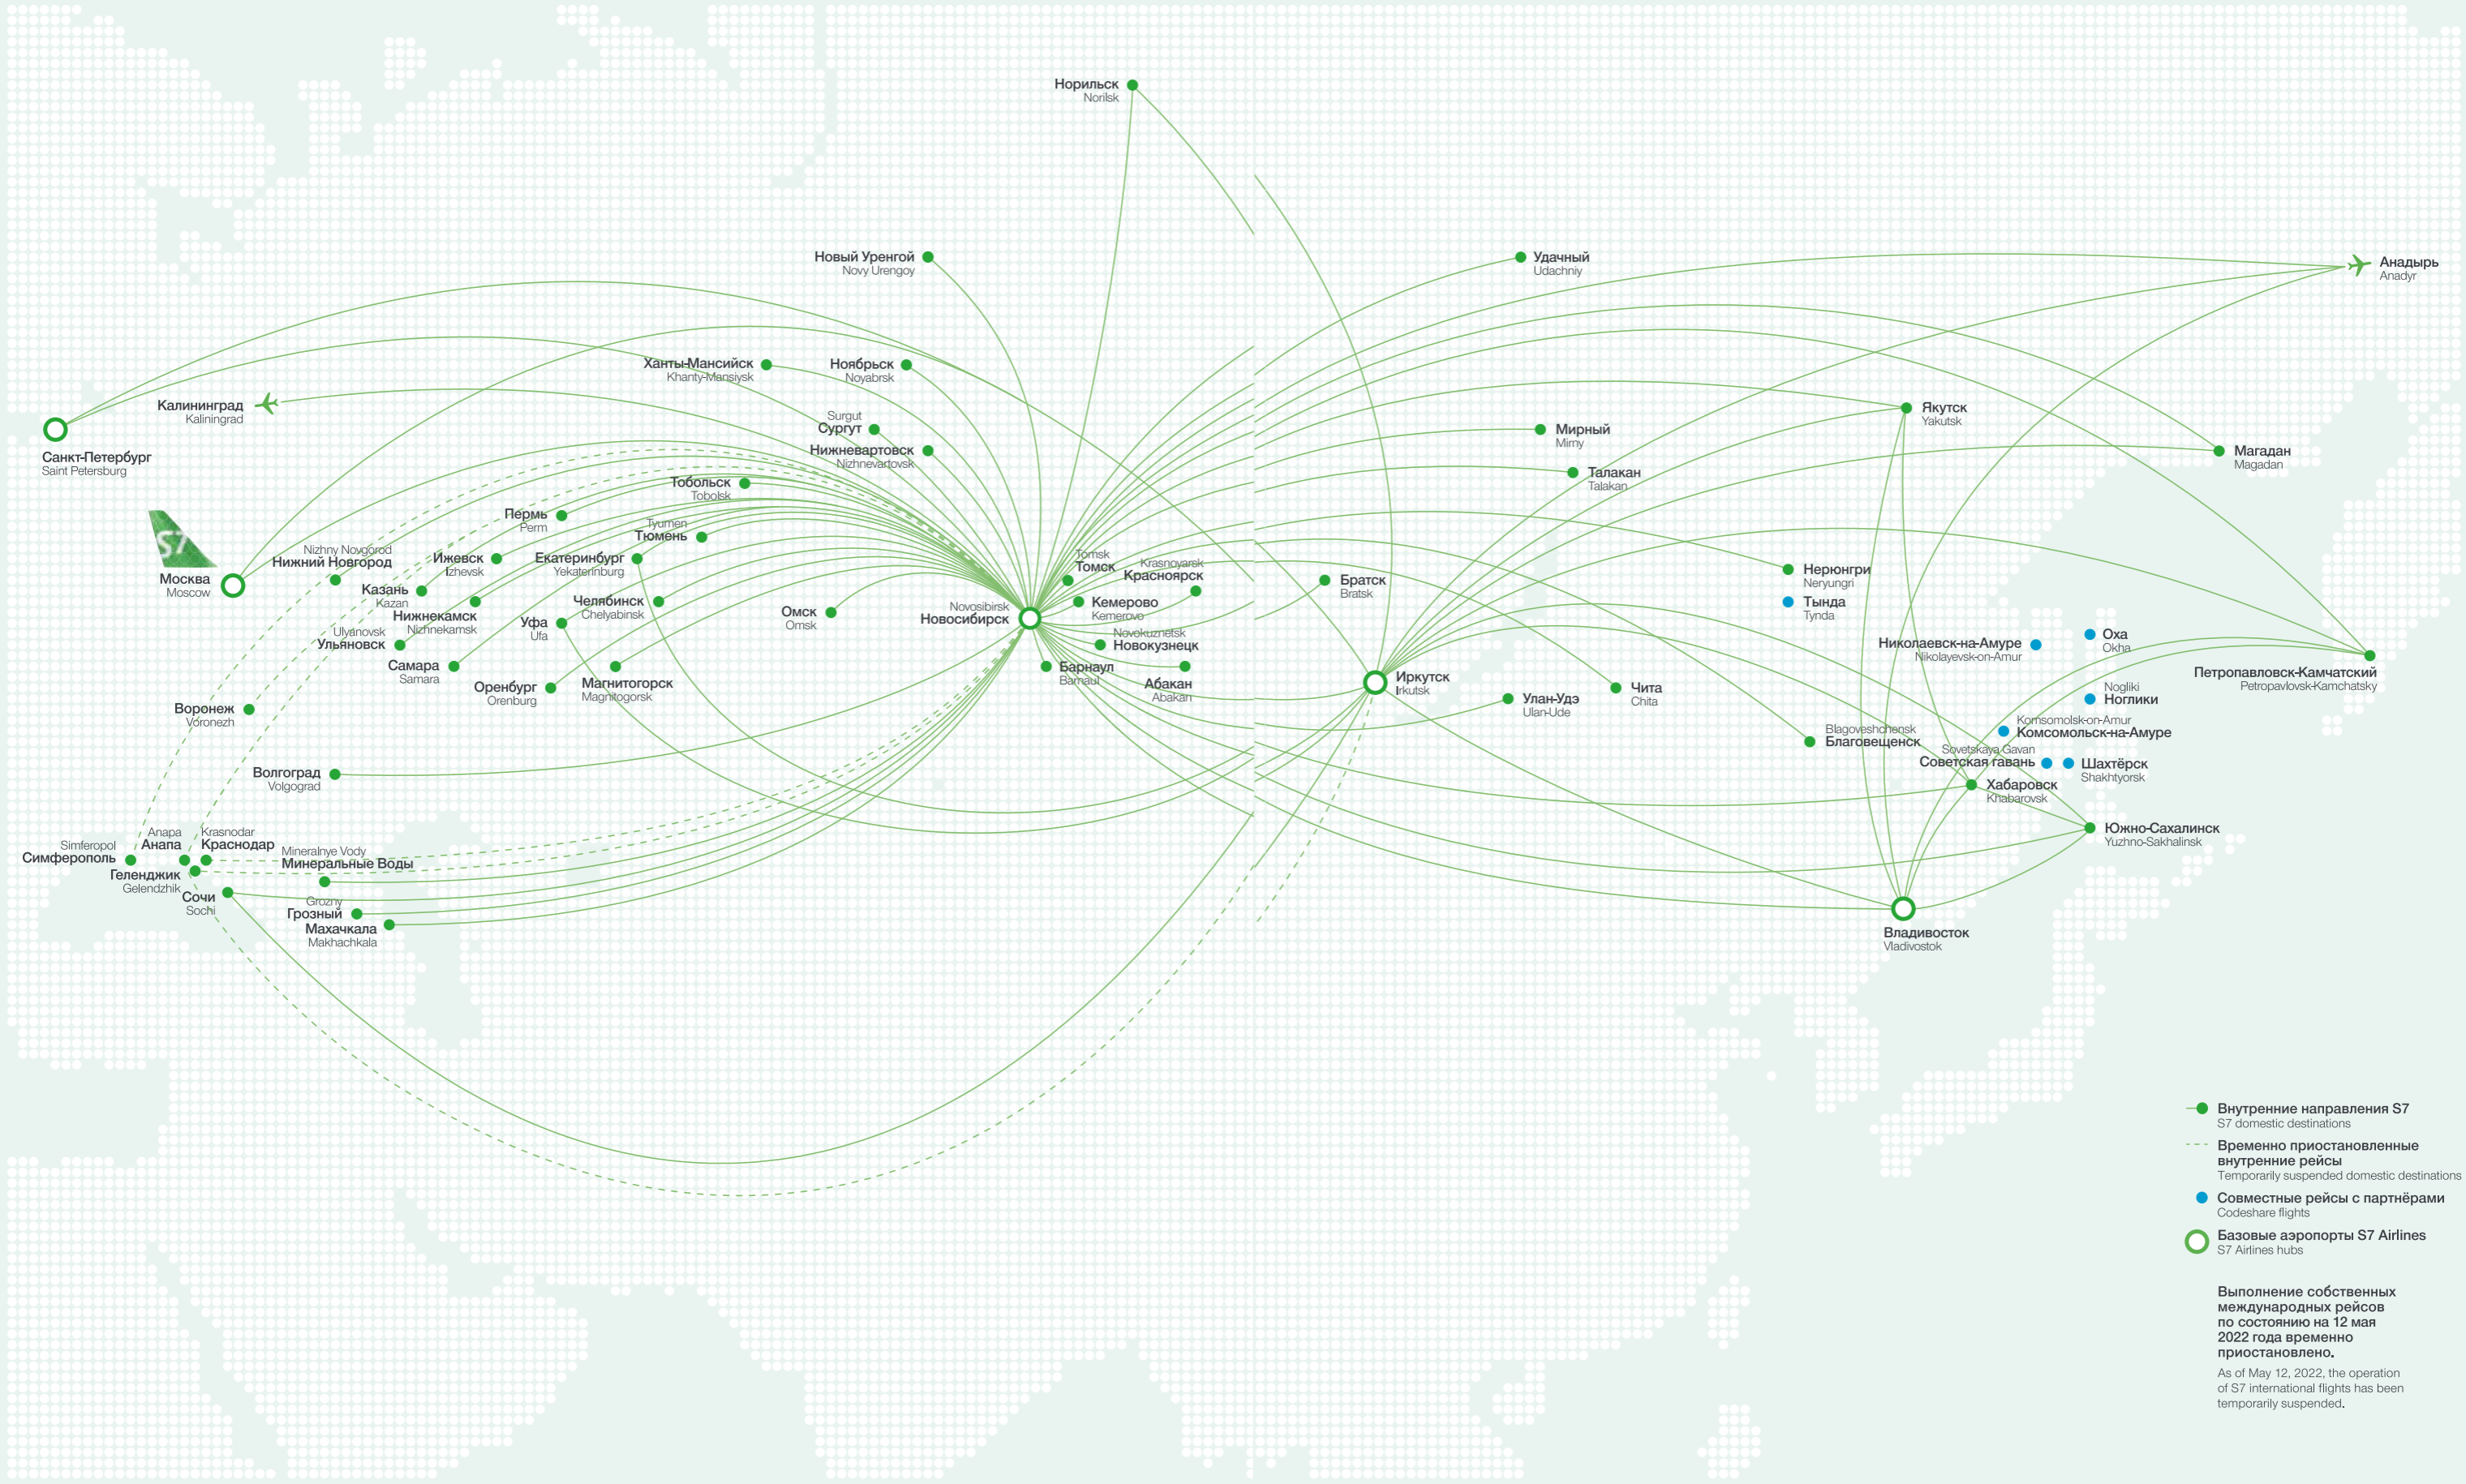 Норильск
Norilsk
Новый Уренгой
Novy Urengoy
Удачный
Udachniy
Анадырь
Anadyr
Ханты-Мансийск
Khanty-Mansiysk
Ноябрьск
Noyabrsk
Калининград
Kaliningrad
Якутск
Yakutsk
Surgut
Сургут
Мирный
Mirny
Санкт-Петербург
Saint Petersburg
Нижневартовск
Nizhnevartovsk
Магадан
Magadan
Талакан
Talakan
Тобольск
Tobolsk
Пермь
Perm
Tyumen
Тюмень
S7
Nizhny Novgorod
Нижний Новгород
Ижевск
Izhevsk
Екатеринбург
Yekaterinburg
Tomsk
Томск
Krasnoyarsk
Красноярск
Братск
Bratsk
Нерюнгри
Neryungri
Москва
Moscow
Казань
Kazan
Нижнекамск
Nizhnekamsk
Челябинск
Chelyabinsk
Омск
Omsk
Novosibirsk
Новосибирск
Кемерово
Kemerovo
Тында
Tynda
Ulyanovsk
Ульяновск
Уфа
Ufa
Novokuznetsk
Новокузнецк
Николаевск-на-Амуре
Nikolayevsk-on-Amur
Оха
Okha
Самара
Samara
Оренбург
Orenburg
Магнитогорск
Magnitogorsk
Барнаул
Barnaul
Абакан
Abakan
Иркутск
Irkutsk
Улан-Удэ
Ulan-Ude
Чита
Chita
Петропавловск-Камчатский
Petropavlovsk-Kamchatsky
Nogliki
Ноглики
Воронеж
Voronezh
Blagoveshchensk
Благовещенск
Komsomolsk-on-Amur
Комсомольск-на-Амуре
Sovetskaya Gavan
Советская гавань
Шахтёрск
Shakhtyorsk
Волгоград
Volgograd
Хабаровск
Khabarovsk
Simferopol
Симферополь
Anapa
Анапа
Krasnodar
Краснодар
Mineralnye Vody
Минеральные Воды
Южно-Сахалинск
Yuzhno-Sakhalinsk
Геленджик
Gelendzhik
Сочи
Sochi
Grozny
Грозный
Махачкала
Makhachkala
Владивосток
Vladivostok
Внутренние направления S7
S7 domestic destinations
Временно приостановленные
внутренние рейсы
Temporarily suspended domestic destinations
Совместные рейсы с партнёрами
Codeshare flights
Базовые аэропорты S7 Airlines
S7 Airlines hubs
Выполнение собственных
международных рейсов
по состоянию на 12 мая
2022 года временно
приостановлено.
As of May 12, 2022, the operation
of S7 international flights has been
temporarily suspended.